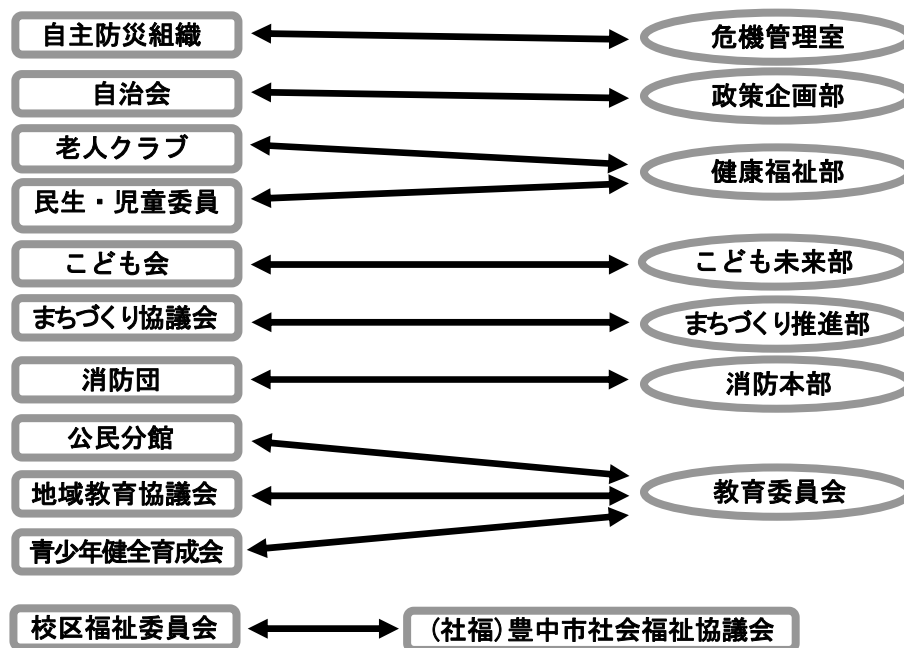 自主防災組織
危機管理室
自治会
政策企画部
老人クラブ
健康福祉部
民生・児童委員
こども会
こども未来部
まちづくり協議会
まちづくり推進部
消防団
消防本部
公民分館
地域教育協議会
教育委員会
青少年健全育成会
校区福祉委員会
(社福)豊中市社会福祉協議会